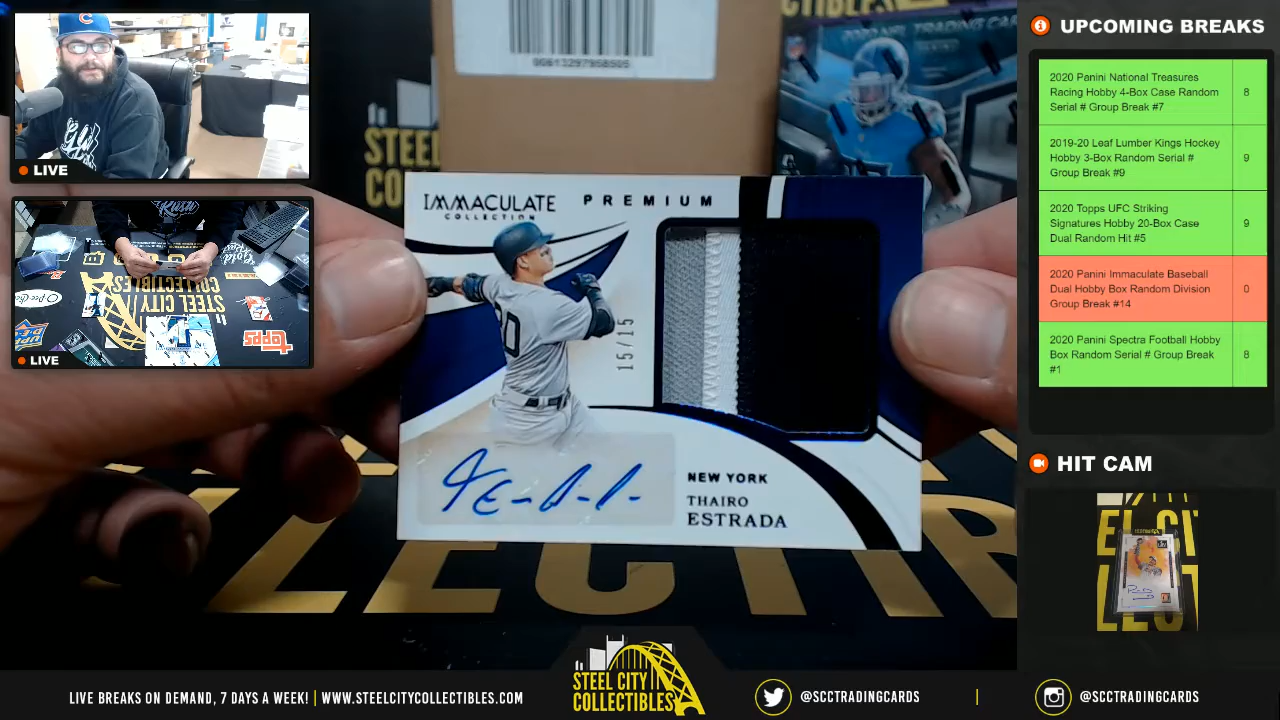 LIVE
LIVE
00613297958505
STEEL
COL
IMMACULATE PREMIUM
COLLECTION
15/15
NEW YORK
THAIRO
ESTRADA
STEEL CITY
COLLECTIBLES
topps
UPCOMING BREAKS
2020 Panini National Treasures
Racing Hobby 4-Box Case Random
Serial # Group Break #7
8
2019-20 Leaf Lumber Kings Hockey
Hobby 3-Box Random Serial #
Group Break #9
9
2020 Topps UFC Striking
Signatures Hobby 20-Box Case
Dual Random Hit #5
9
2020 Panini Immaculate Baseball
Dual Hobby Box Random Division
Group Break #14
0
2020 Panini Spectra Football Hobby
Box Random Serial # Group Break
#1
8
HIT CAM
LIVE BREAKS ON DEMAND, 7 DAYS A WEEK! | WWW.STEELCITYCOLLECTIBLES.COM
STEEL CITY
COLLECTIBLES
@SCCTRADINGCARDS | @SCCTRADINGCARDS